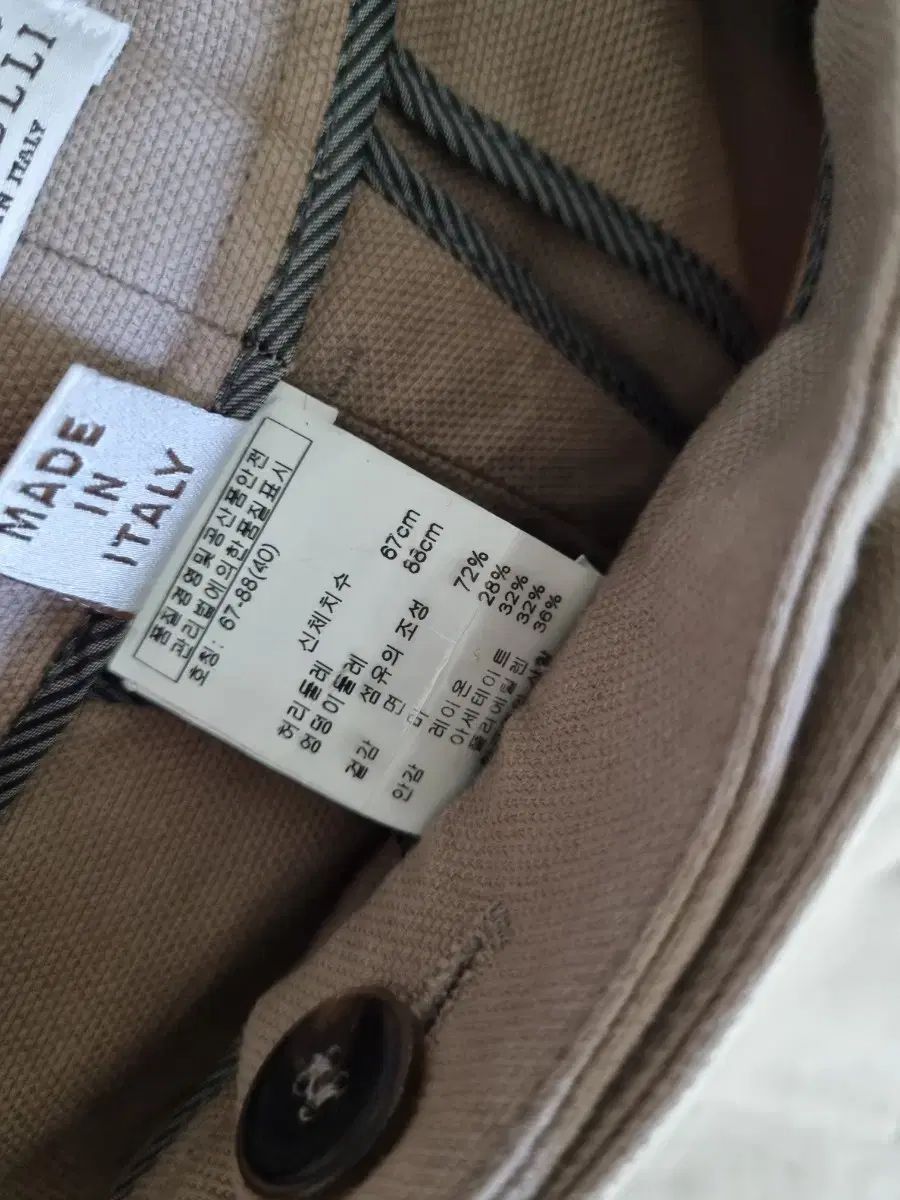 IN ITALY
MADE
IN
ITALY
품질경영및공산품안전
관리법에의한품질표시
호칭: 67-88(40)
신체치수
허리둘레 67cm
엉덩이둘레 88cm
섬유의 조성
겉감 면 72%
마 28%
안감 레이온 32%
아세테이트 32%
36%